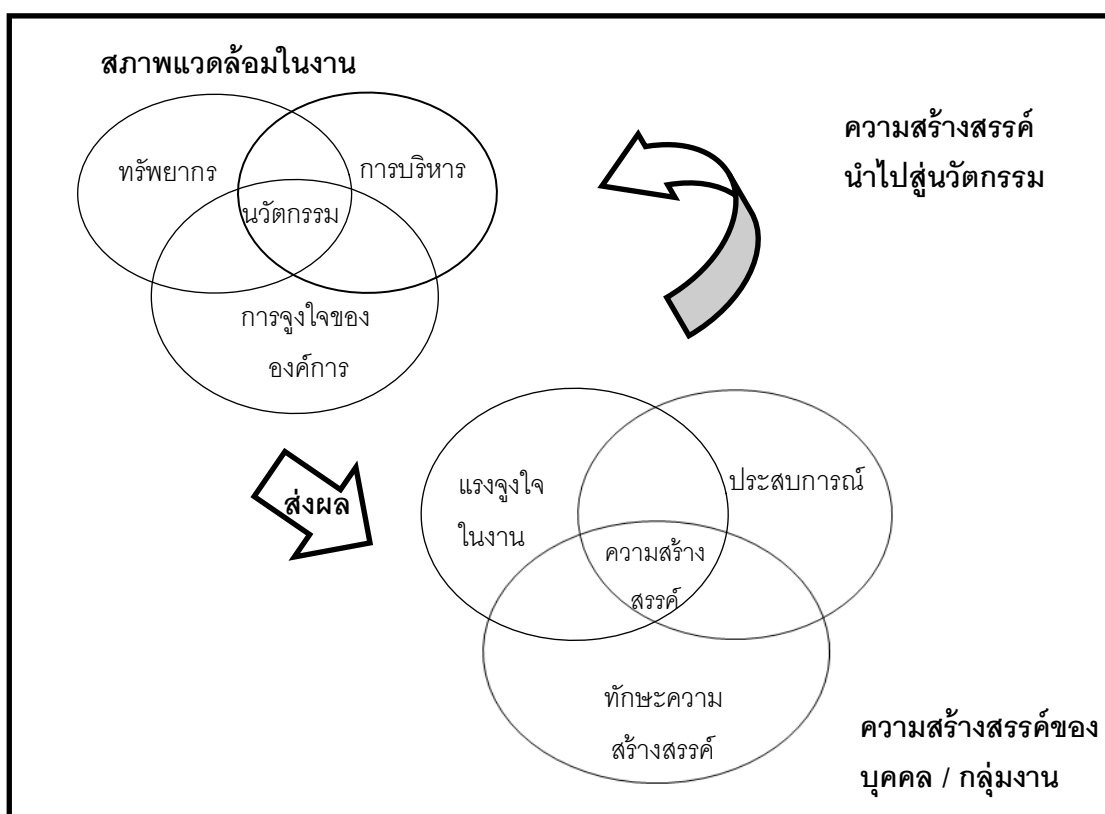 สภาพแวดล้อมในงาน
ทรัพยากร
การบริหาร
นวัตกรรม
การจูงใจของ
องค์การ
ความสร้างสรรค์
นำไปสู่นวัตกรรม
ส่งผล
แรงจูงใจ
ในงาน
ประสบการณ์
ความสร้าง
สรรค์
ทักษะความ
สร้างสรรค์
ความสร้างสรรค์ของ
บุคคล / กลุ่มงาน